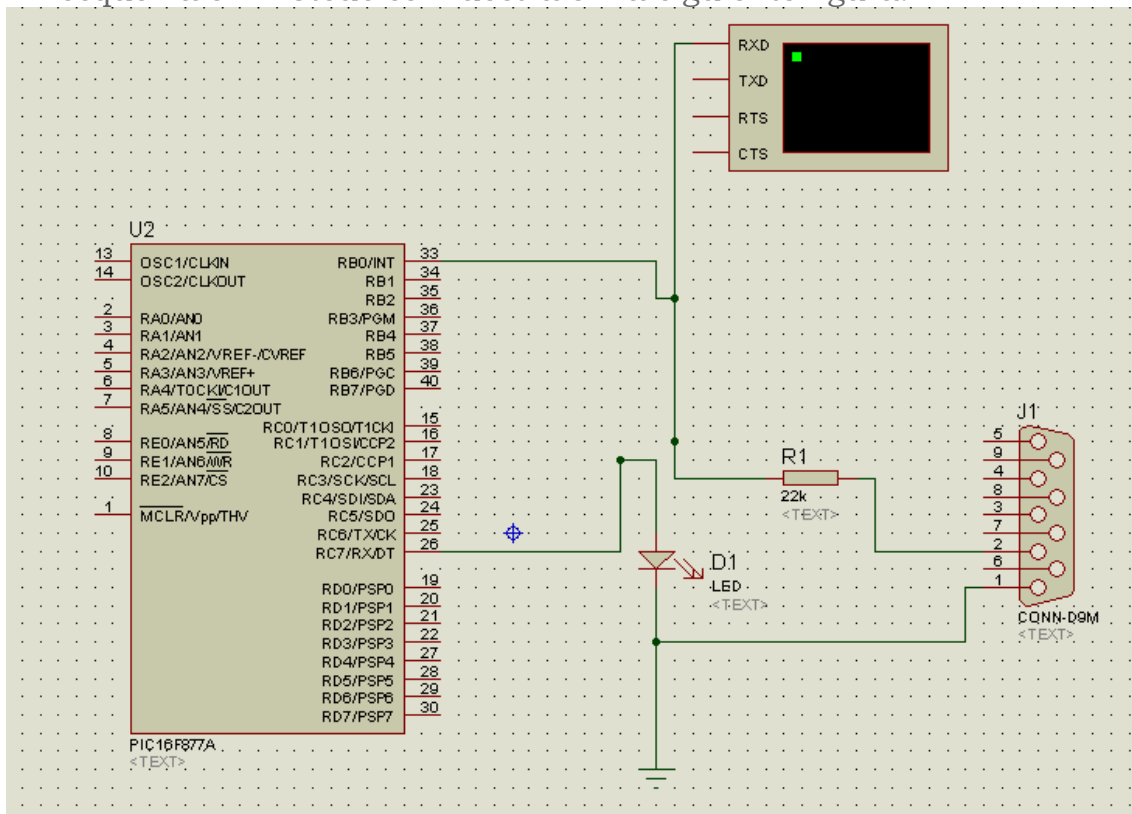 RXD
TXD
RTS
CTS
U2
13 OSC1/CLKIN RB0/INT 33
14 OSC2/CLKOUT RB1 34
RB2 35
2 RA0/AN0 RB3/PGM 36
3 RA1/AN1 RB4 37
4 RA2/AN2/VREF-/CVREF RB5 38
5 RA3/AN3/VREF+ RB6/PGC 39
6 RA4/T0CKI/C1OUT RB7/PGD 40
7 RA5/AN4/SS/C2OUT
RC0/T1OSO/T1CKI 15
8 RE0/AN5/RD RC1/T1OSI/CCP2 16
9 RE1/AN6/WR RC2/CCP1 17
10 RE2/AN7/CS RC3/SCK/SCL 18
RC4/SDI/SDA 23
1 MCLR/Vpp/THV RC5/SDO 24
RC6/TX/CK 25
RC7/RX/DT 26
RD0/PSP0 19
RD1/PSP1 20
RD2/PSP2 21
RD3/PSP3 22
RD4/PSP4 27
RD5/PSP5 28
RD6/PSP6 29
RD7/PSP7 30
PIC16F877A
<TEXT>
R1
22k
<TEXT>
D1
LED
<TEXT>
J1
5
9
4
8
3
7
2
6
1
CONN-D9M
<TEXT>